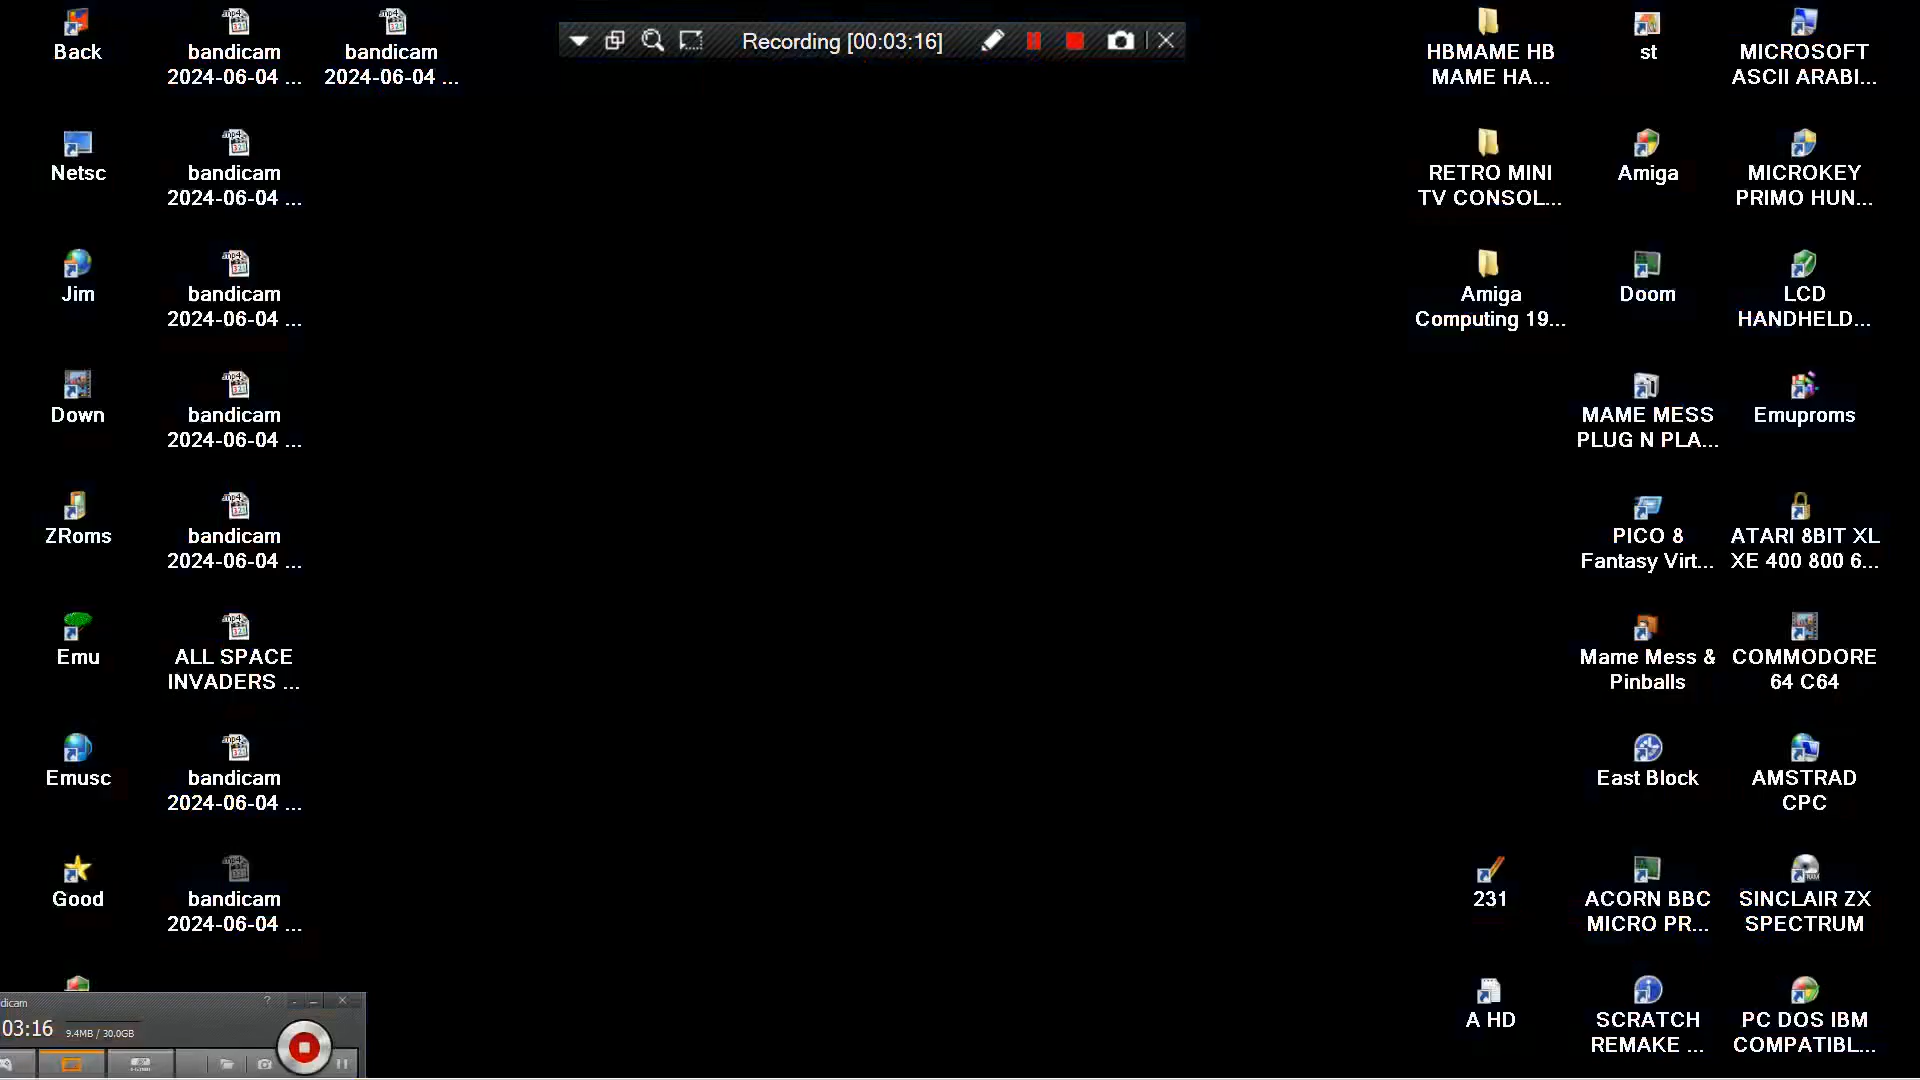 Recording [00:03:16]
Back
bandicam
2024-06-04 ...
bandicam
2024-06-04 ...
HBMAME HB
MAME HA...
st
MICROSOFT
ASCII ARABI...
Netsc
bandicam
2024-06-04 ...
RETRO MINI
TV CONSOL...
Amiga
MICROKEY
PRIMO HUN...
Jim
bandicam
2024-06-04 ...
Amiga
Computing 19...
Doom
LCD
HANDHELD...
Down
bandicam
2024-06-04 ...
MAME MESS
PLUG N PLA...
Emuproms
ZRoms
bandicam
2024-06-04 ...
PICO 8
Fantasy Virt...
ATARI 8BIT XL
XE 400 800 6...
Emu
ALL SPACE
INVADERS ...
Mame Mess &
Pinballs
COMMODORE
64 C64
Emusc
bandicam
2024-06-04 ...
East Block
AMSTRAD
CPC
Good
bandicam
2024-06-04 ...
231
ACORN BBC
MICRO PR...
SINCLAIR ZX
SPECTRUM
A HD
SCRATCH
REMAKE ...
PC DOS IBM
COMPATIBL...
dicam
03:16
9.4MB / 30.0GB